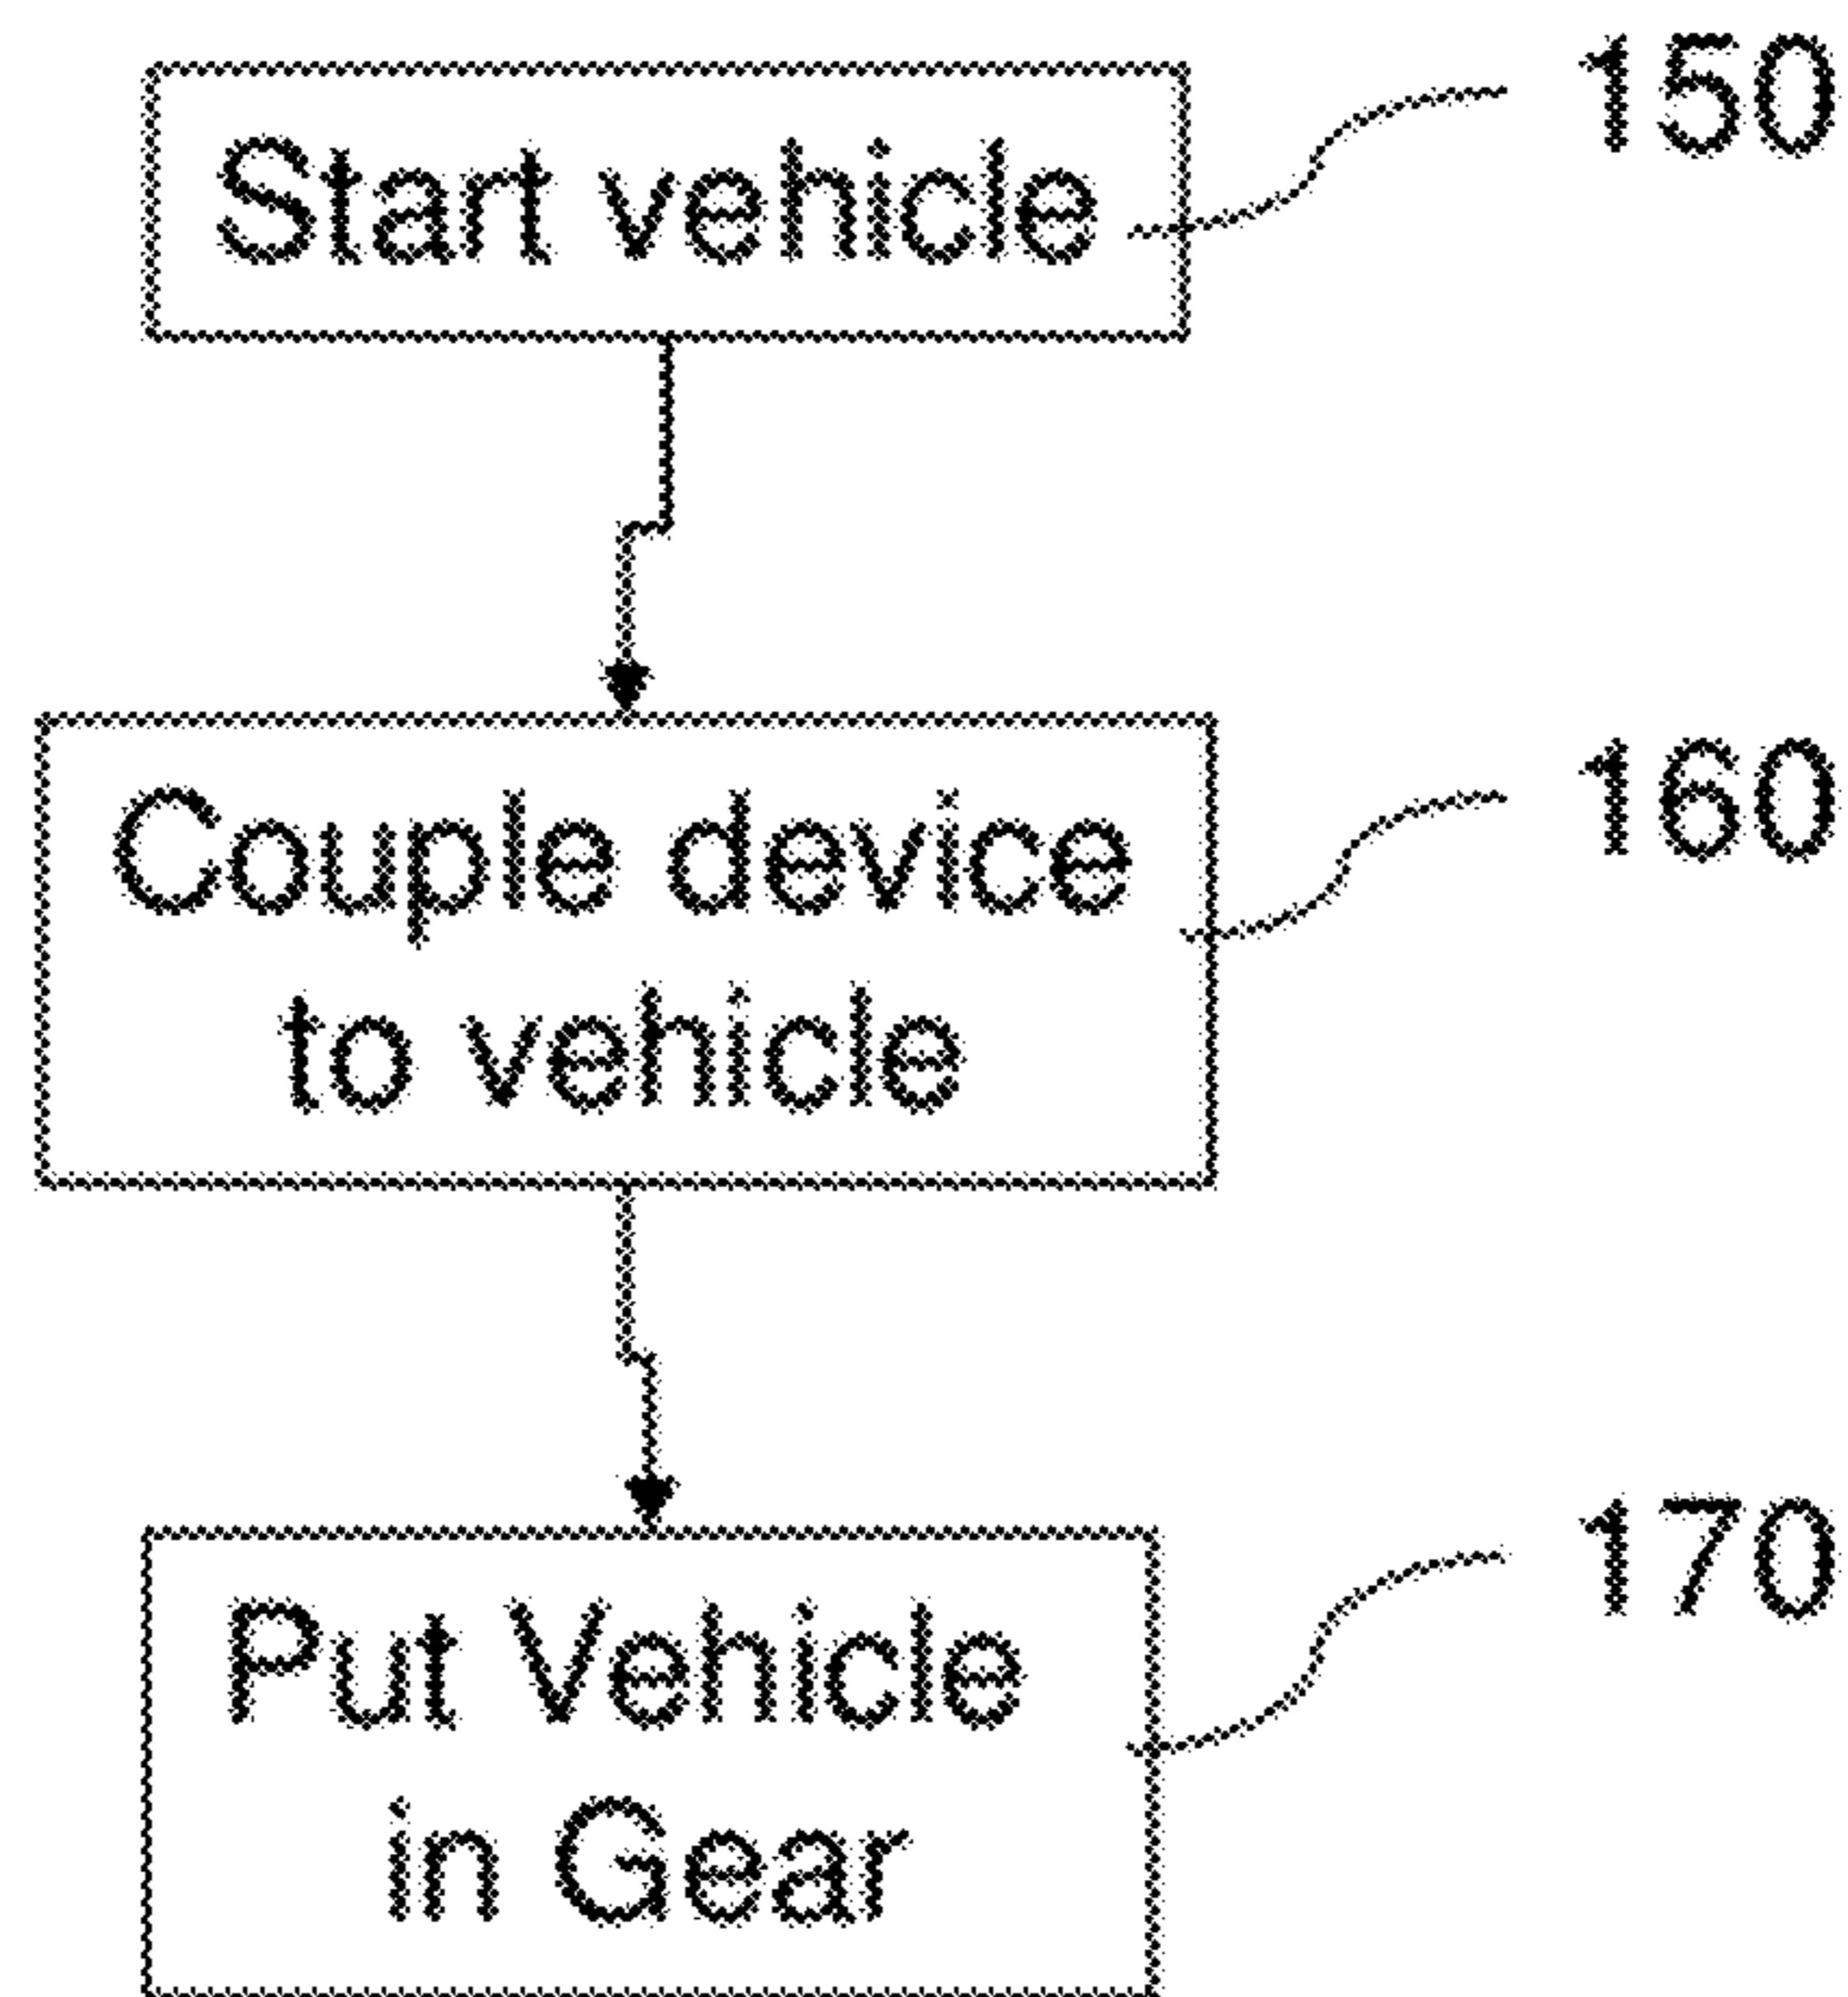 Start vehicle
150
Couple device
to vehicle
160
Put Vehicle
in Gear
170